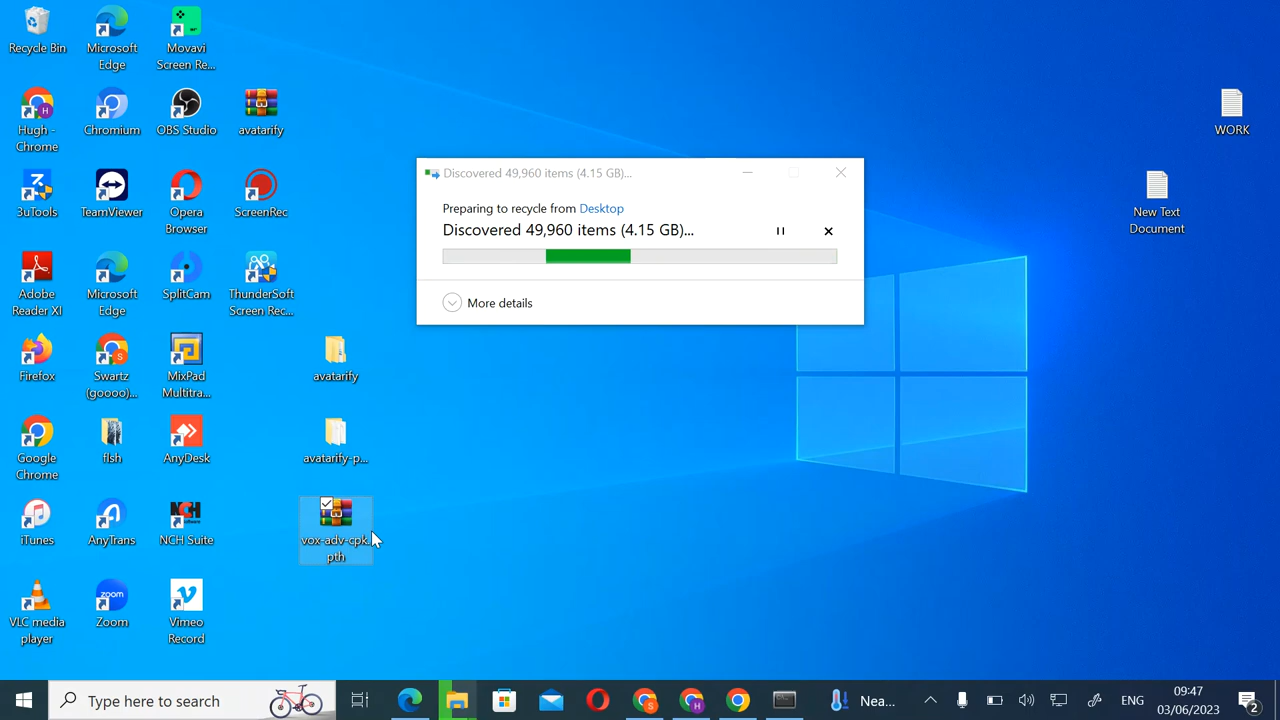 Recycle Bin
Microsoft
Edge
Movavi
Screen Re...
Hugh -
Chrome
Chromium
OBS Studio
avatarify
3uTools
TeamViewer
Opera
Browser
ScreenRec
Adobe
Reader XI
Microsoft
Edge
SplitCam
ThunderSoft
Screen Rec...
Firefox
Swartz
(goooo)...
MixPad
Multitra...
avatarify
Google
Chrome
flsh
AnyDesk
avatarify-p...
iTunes
AnyTrans
NCH Suite
vox-adv-cpk.
pth
VLC media
player
Zoom
Vimeo
Record
Discovered 49,960 items (4.15 GB)...
Preparing to recycle from Desktop
Discovered 49,960 items (4.15 GB)...
More details
WORK
New Text
Document
Type here to search
Nea...
ENG
09:47
03/06/2023
2